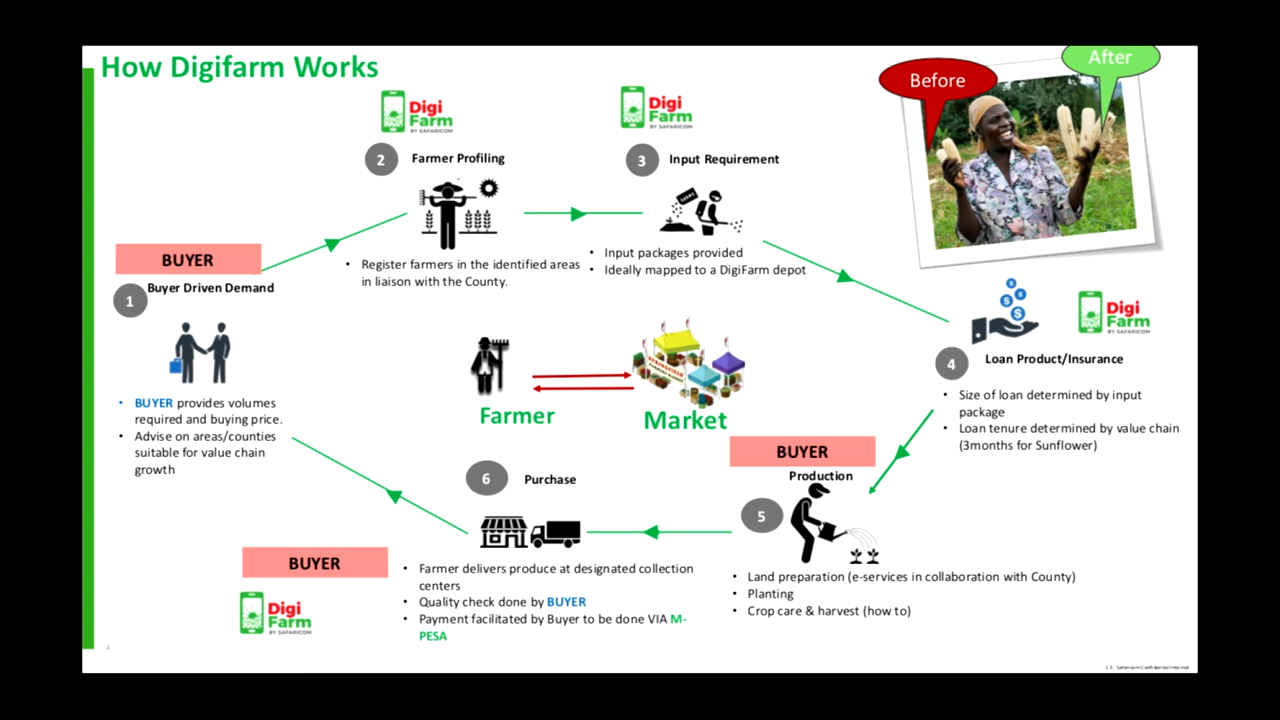 How Digifarm Works
Before
After
Digi
Farm
BY SAFARICOM
Digi
Farm
BY SAFARICOM
2
Farmer Profiling
3
Input Requirement
• Register farmers in the identified areas
in liaison with the County.
• Input packages provided
• Ideally mapped to a DigiFarm depot
BUYER
1
Buyer Driven Demand
• BUYER provides volumes
required and buying price.
• Advise on areas/counties
suitable for value chain
growth
Farmer
Market
Digi
Farm
BY SAFARICOM
4
Loan Product/Insurance
• Size of loan determined by input
package
• Loan tenure determined by value chain
(3months for Sunflower)
BUYER
Production
5
• Land preparation (e-services in collaboration with County)
• Planting
• Crop care & harvest (how to)
6
Purchase
BUYER
• Farmer delivers produce at designated collection
centers
• Quality check done by BUYER
• Payment facilitated by Buyer to be done VIA M-
PESA
Digi
Farm
BY SAFARICOM
4
Safaricom Confidential Internal